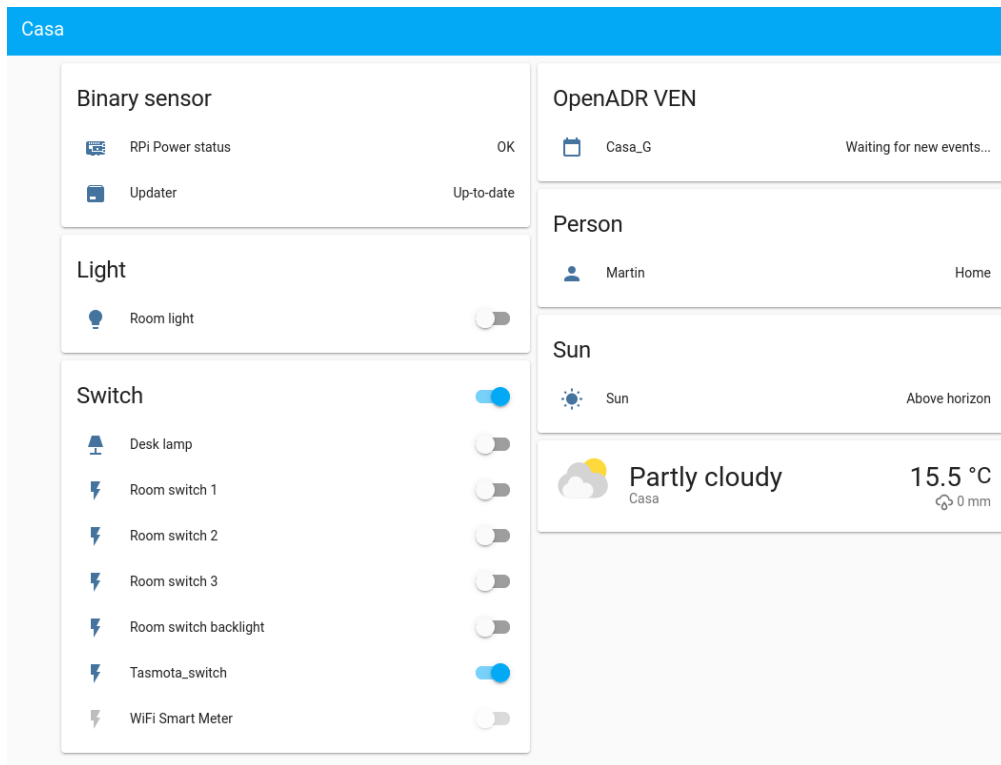 Casa
Binary sensor
RPi Power status OK
Updater Up-to-date
Light
Room light
Switch
Desk lamp
Room switch 1
Room switch 2
Room switch 3
Room switch backlight
Tasmota_switch
WiFi Smart Meter
OpenADR VEN
Casa_G Waiting for new events...
Person
Martin Home
Sun
Sun Above horizon
Partly cloudy 15.5 °C
Casa 0 mm